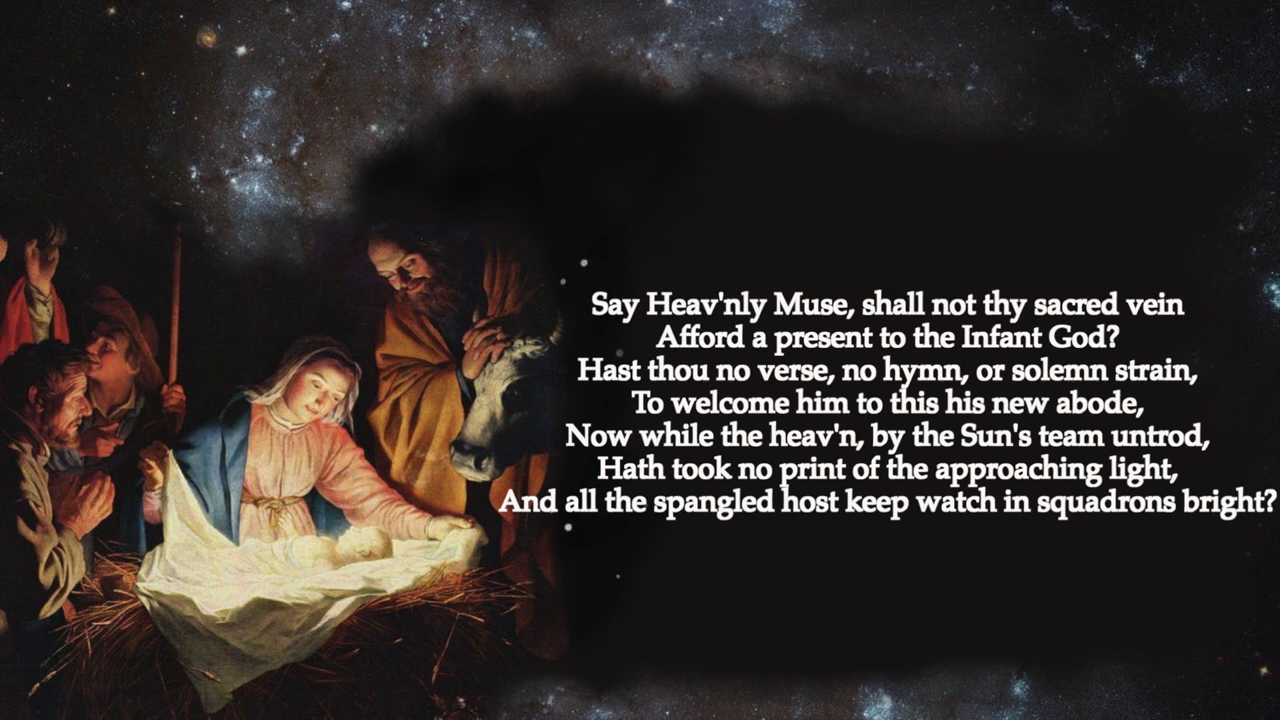 Say Heav'nly Muse, shall not thy sacred vein
Afford a present to the Infant God?
Hast thou no verse, no hymn, or solemn strain,
To welcome him to this his new abode,
Now while the heav'n, by the Sun's team untrod,
Hath took no print of the approaching light,
And all the spangled host keep watch in squadrons bright?